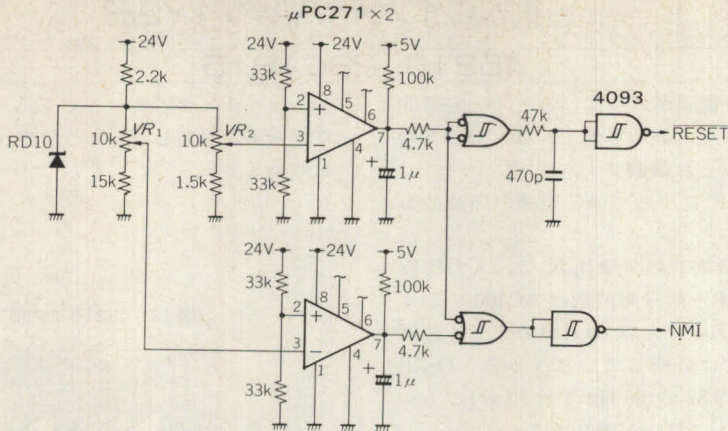 μPC271×2
24V
24V
24V
5V
2.2k
33k
8
5
6
100k
2
+
3
−
7
1
4
4.7k
47k
4093
RESET
RD10
10k
VR1
10k
VR2
15k
1.5k
33k
+
1μ
470p
24V
24V
5V
33k
8
5
6
100k
2
+
3
−
7
1
4
4.7k
NMI
33k
+
1μ